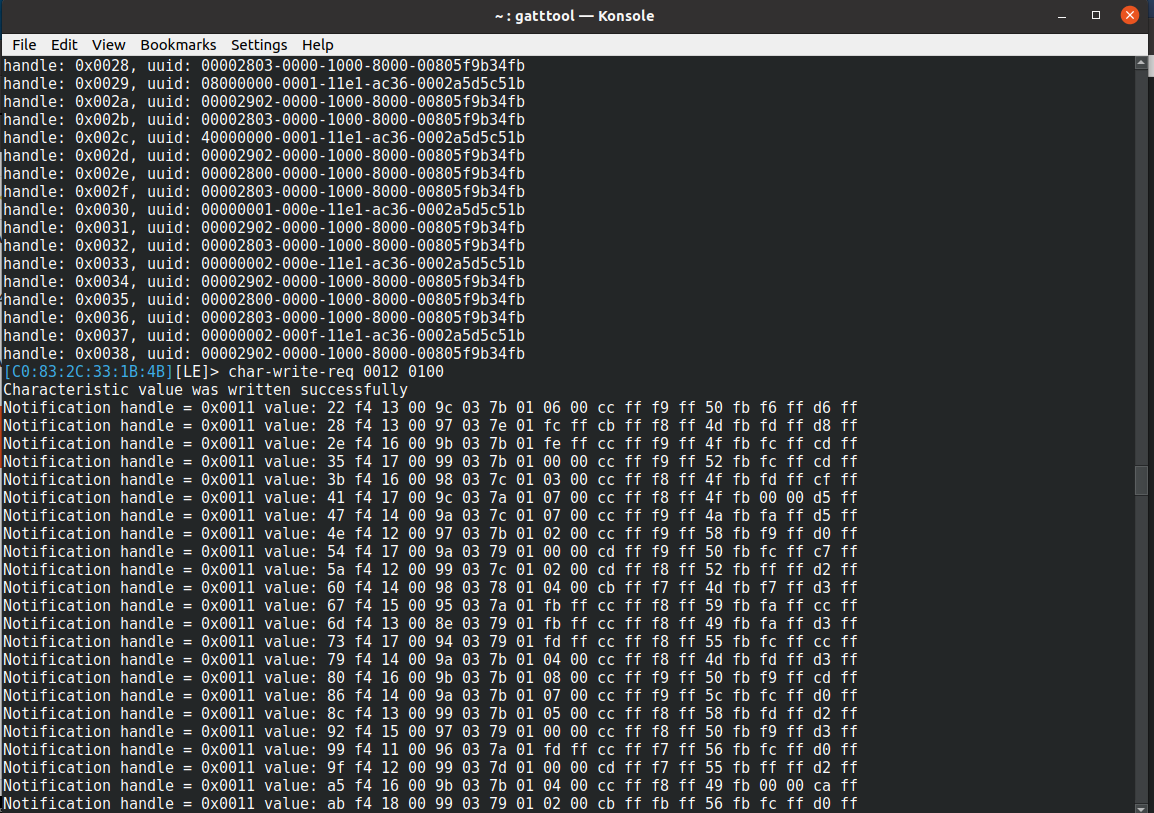 ~ : gatttool — Konsole
File Edit View Bookmarks Settings Help
handle: 0x0028, uuid: 00002803-0000-1000-8000-00805f9b34fb
handle: 0x0029, uuid: 08000000-0001-11e1-ac36-0002a5d5c51b
handle: 0x002a, uuid: 00002902-0000-1000-8000-00805f9b34fb
handle: 0x002b, uuid: 00002803-0000-1000-8000-00805f9b34fb
handle: 0x002c, uuid: 40000000-0001-11e1-ac36-0002a5d5c51b
handle: 0x002d, uuid: 00002902-0000-1000-8000-00805f9b34fb
handle: 0x002e, uuid: 00002800-0000-1000-8000-00805f9b34fb
handle: 0x002f, uuid: 00002803-0000-1000-8000-00805f9b34fb
handle: 0x0030, uuid: 00000001-000e-11e1-ac36-0002a5d5c51b
handle: 0x0031, uuid: 00002902-0000-1000-8000-00805f9b34fb
handle: 0x0032, uuid: 00002803-0000-1000-8000-00805f9b34fb
handle: 0x0033, uuid: 00000002-000e-11e1-ac36-0002a5d5c51b
handle: 0x0034, uuid: 00002902-0000-1000-8000-00805f9b34fb
handle: 0x0035, uuid: 00002800-0000-1000-8000-00805f9b34fb
handle: 0x0036, uuid: 00002803-0000-1000-8000-00805f9b34fb
handle: 0x0037, uuid: 00000002-000f-11e1-ac36-0002a5d5c51b
handle: 0x0038, uuid: 00002902-0000-1000-8000-00805f9b34fb
[C0:83:2C:33:1B:4B][LE]> char-write-req 0012 0100
Characteristic value was written successfully
Notification handle = 0x0011 value: 22 f4 13 00 9c 03 7b 01 06 00 cc ff f9 ff 50 fb f6 ff d6 ff
Notification handle = 0x0011 value: 28 f4 13 00 97 03 7e 01 fc ff cb ff f8 ff 4d fb fd ff d8 ff
Notification handle = 0x0011 value: 2e f4 16 00 9b 03 7b 01 fe ff cc ff f9 ff 4f fb fc ff cd ff
Notification handle = 0x0011 value: 35 f4 17 00 99 03 7b 01 00 00 cc ff f9 ff 52 fb fc ff cd ff
Notification handle = 0x0011 value: 3b f4 16 00 98 03 7c 01 03 00 cc ff f8 ff 4f fb fd ff cf ff
Notification handle = 0x0011 value: 41 f4 17 00 9c 03 7a 01 07 00 cc ff f8 ff 4f fb 00 00 d5 ff
Notification handle = 0x0011 value: 47 f4 14 00 9a 03 7c 01 07 00 cc ff f9 ff 4a fb fa ff d5 ff
Notification handle = 0x0011 value: 4e f4 12 00 97 03 7b 01 02 00 cc ff f9 ff 58 fb f9 ff d0 ff
Notification handle = 0x0011 value: 54 f4 17 00 9a 03 79 01 00 00 cd ff f9 ff 50 fb fc ff c7 ff
Notification handle = 0x0011 value: 5a f4 12 00 99 03 7c 01 02 00 cd ff f8 ff 52 fb ff ff d2 ff
Notification handle = 0x0011 value: 60 f4 14 00 98 03 78 01 04 00 cb ff f7 ff 4d fb f7 ff d3 ff
Notification handle = 0x0011 value: 67 f4 15 00 95 03 7a 01 fb ff cc ff f8 ff 59 fb fa ff cc ff
Notification handle = 0x0011 value: 6d f4 13 00 8e 03 79 01 fb ff cc ff f8 ff 49 fb fa ff d3 ff
Notification handle = 0x0011 value: 73 f4 17 00 94 03 79 01 fd ff cc ff f8 ff 55 fb fc ff cc ff
Notification handle = 0x0011 value: 79 f4 14 00 9a 03 7b 01 04 00 cc ff f8 ff 4d fb fd ff d3 ff
Notification handle = 0x0011 value: 80 f4 16 00 9b 03 7b 01 08 00 cc ff f9 ff 50 fb f9 ff cd ff
Notification handle = 0x0011 value: 86 f4 14 00 9a 03 7b 01 07 00 cc ff f9 ff 5c fb fc ff d0 ff
Notification handle = 0x0011 value: 8c f4 13 00 99 03 7b 01 05 00 cc ff f8 ff 58 fb fd ff d2 ff
Notification handle = 0x0011 value: 92 f4 15 00 97 03 79 01 00 00 cc ff f8 ff 50 fb f9 ff d3 ff
Notification handle = 0x0011 value: 99 f4 11 00 96 03 7a 01 fd ff cc ff f7 ff 56 fb fc ff d0 ff
Notification handle = 0x0011 value: 9f f4 12 00 99 03 7d 01 00 00 cd ff f7 ff 55 fb ff ff d2 ff
Notification handle = 0x0011 value: a5 f4 16 00 9b 03 7b 01 04 00 cc ff f8 ff 49 fb 00 00 ca ff
Notification handle = 0x0011 value: ab f4 18 00 99 03 79 01 02 00 cb ff fb ff 56 fb fc ff d0 ff